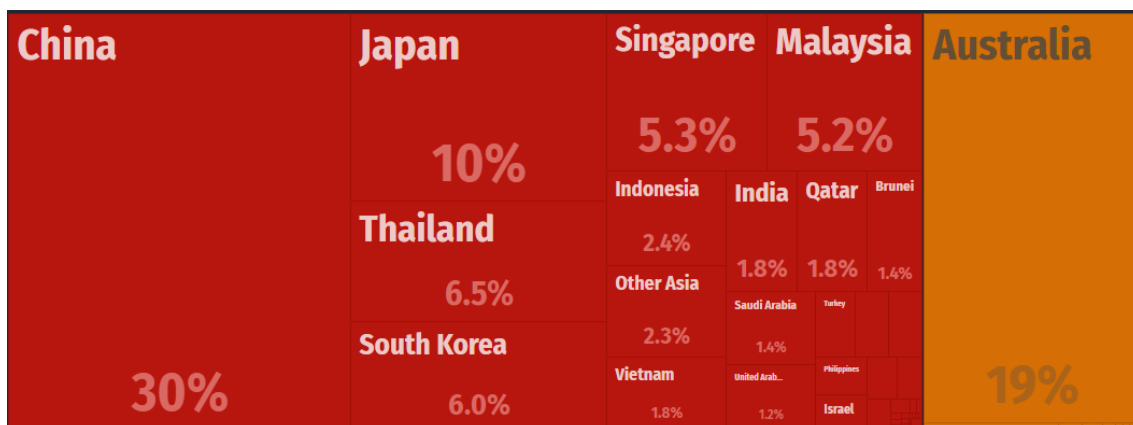 China
30%
Japan
10%
Thailand
6.5%
South Korea
6.0%
Singapore
5.3%
Malaysia
5.2%
Indonesia
2.4%
Other Asia
2.3%
Vietnam
1.8%
India
1.8%
Qatar
1.8%
Brunei
1.4%
Saudi Arabia
1.4%
United Arab...
1.2%
Turkey
Philippines
Israel
Australia
19%